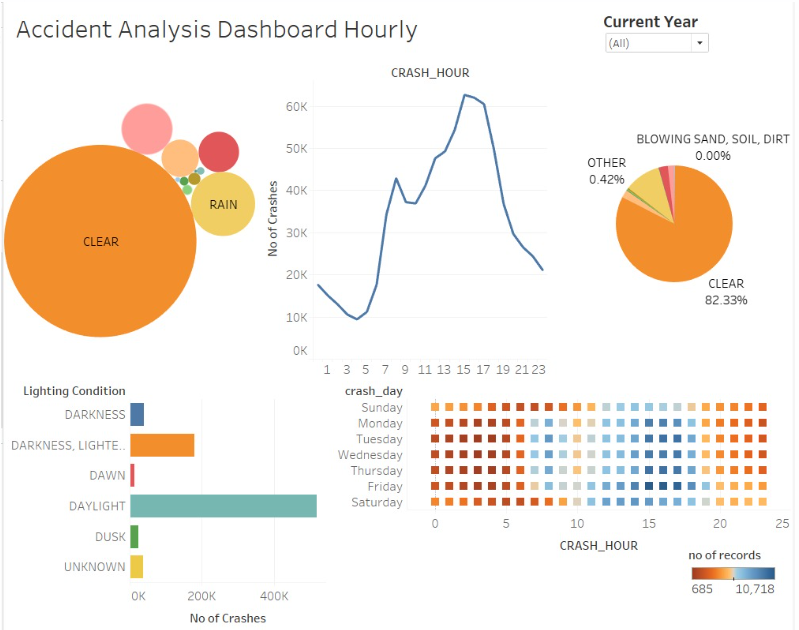 Accident Analysis Dashboard Hourly
Current Year
(All)
CLEAR
RAIN
CRASH_HOUR
No of Crashes
60K
50K
40K
30K
20K
10K
0K
1 3 5 7 9 11 13 15 17 19 21 23
BLOWING SAND, SOIL, DIRT
0.00%
OTHER
0.42%
CLEAR
82.33%
Lighting Condition
DARKNESS
DARKNESS, LIGHTE..
DAWN
DAYLIGHT
DUSK
UNKNOWN
0K 200K 400K
No of Crashes
crash_day
Sunday
Monday
Tuesday
Wednesday
Thursday
Friday
Saturday
0 5 10 15 20 25
CRASH_HOUR
no of records
685 10,718